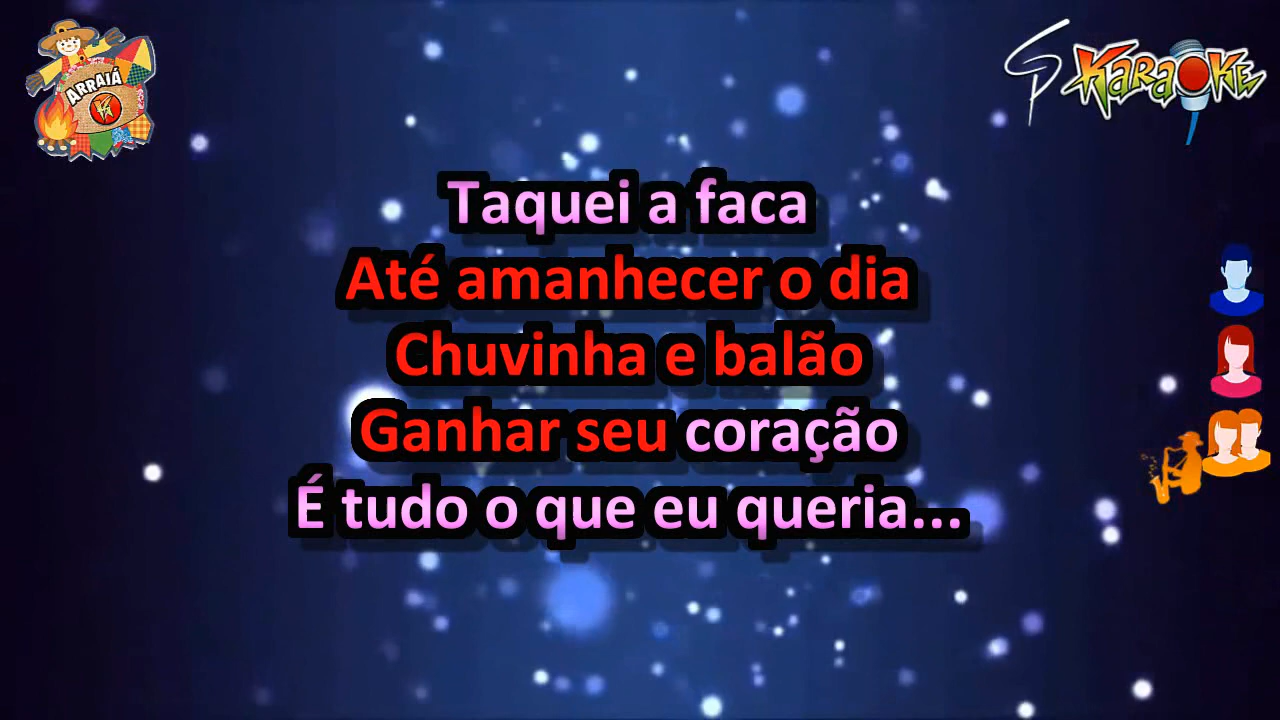 ARRAIÁ
KARAOKE
Taquei a faca
Até amanhecer o dia
Chuvinha e balão
Ganhar seu coração
É tudo o que eu queria...